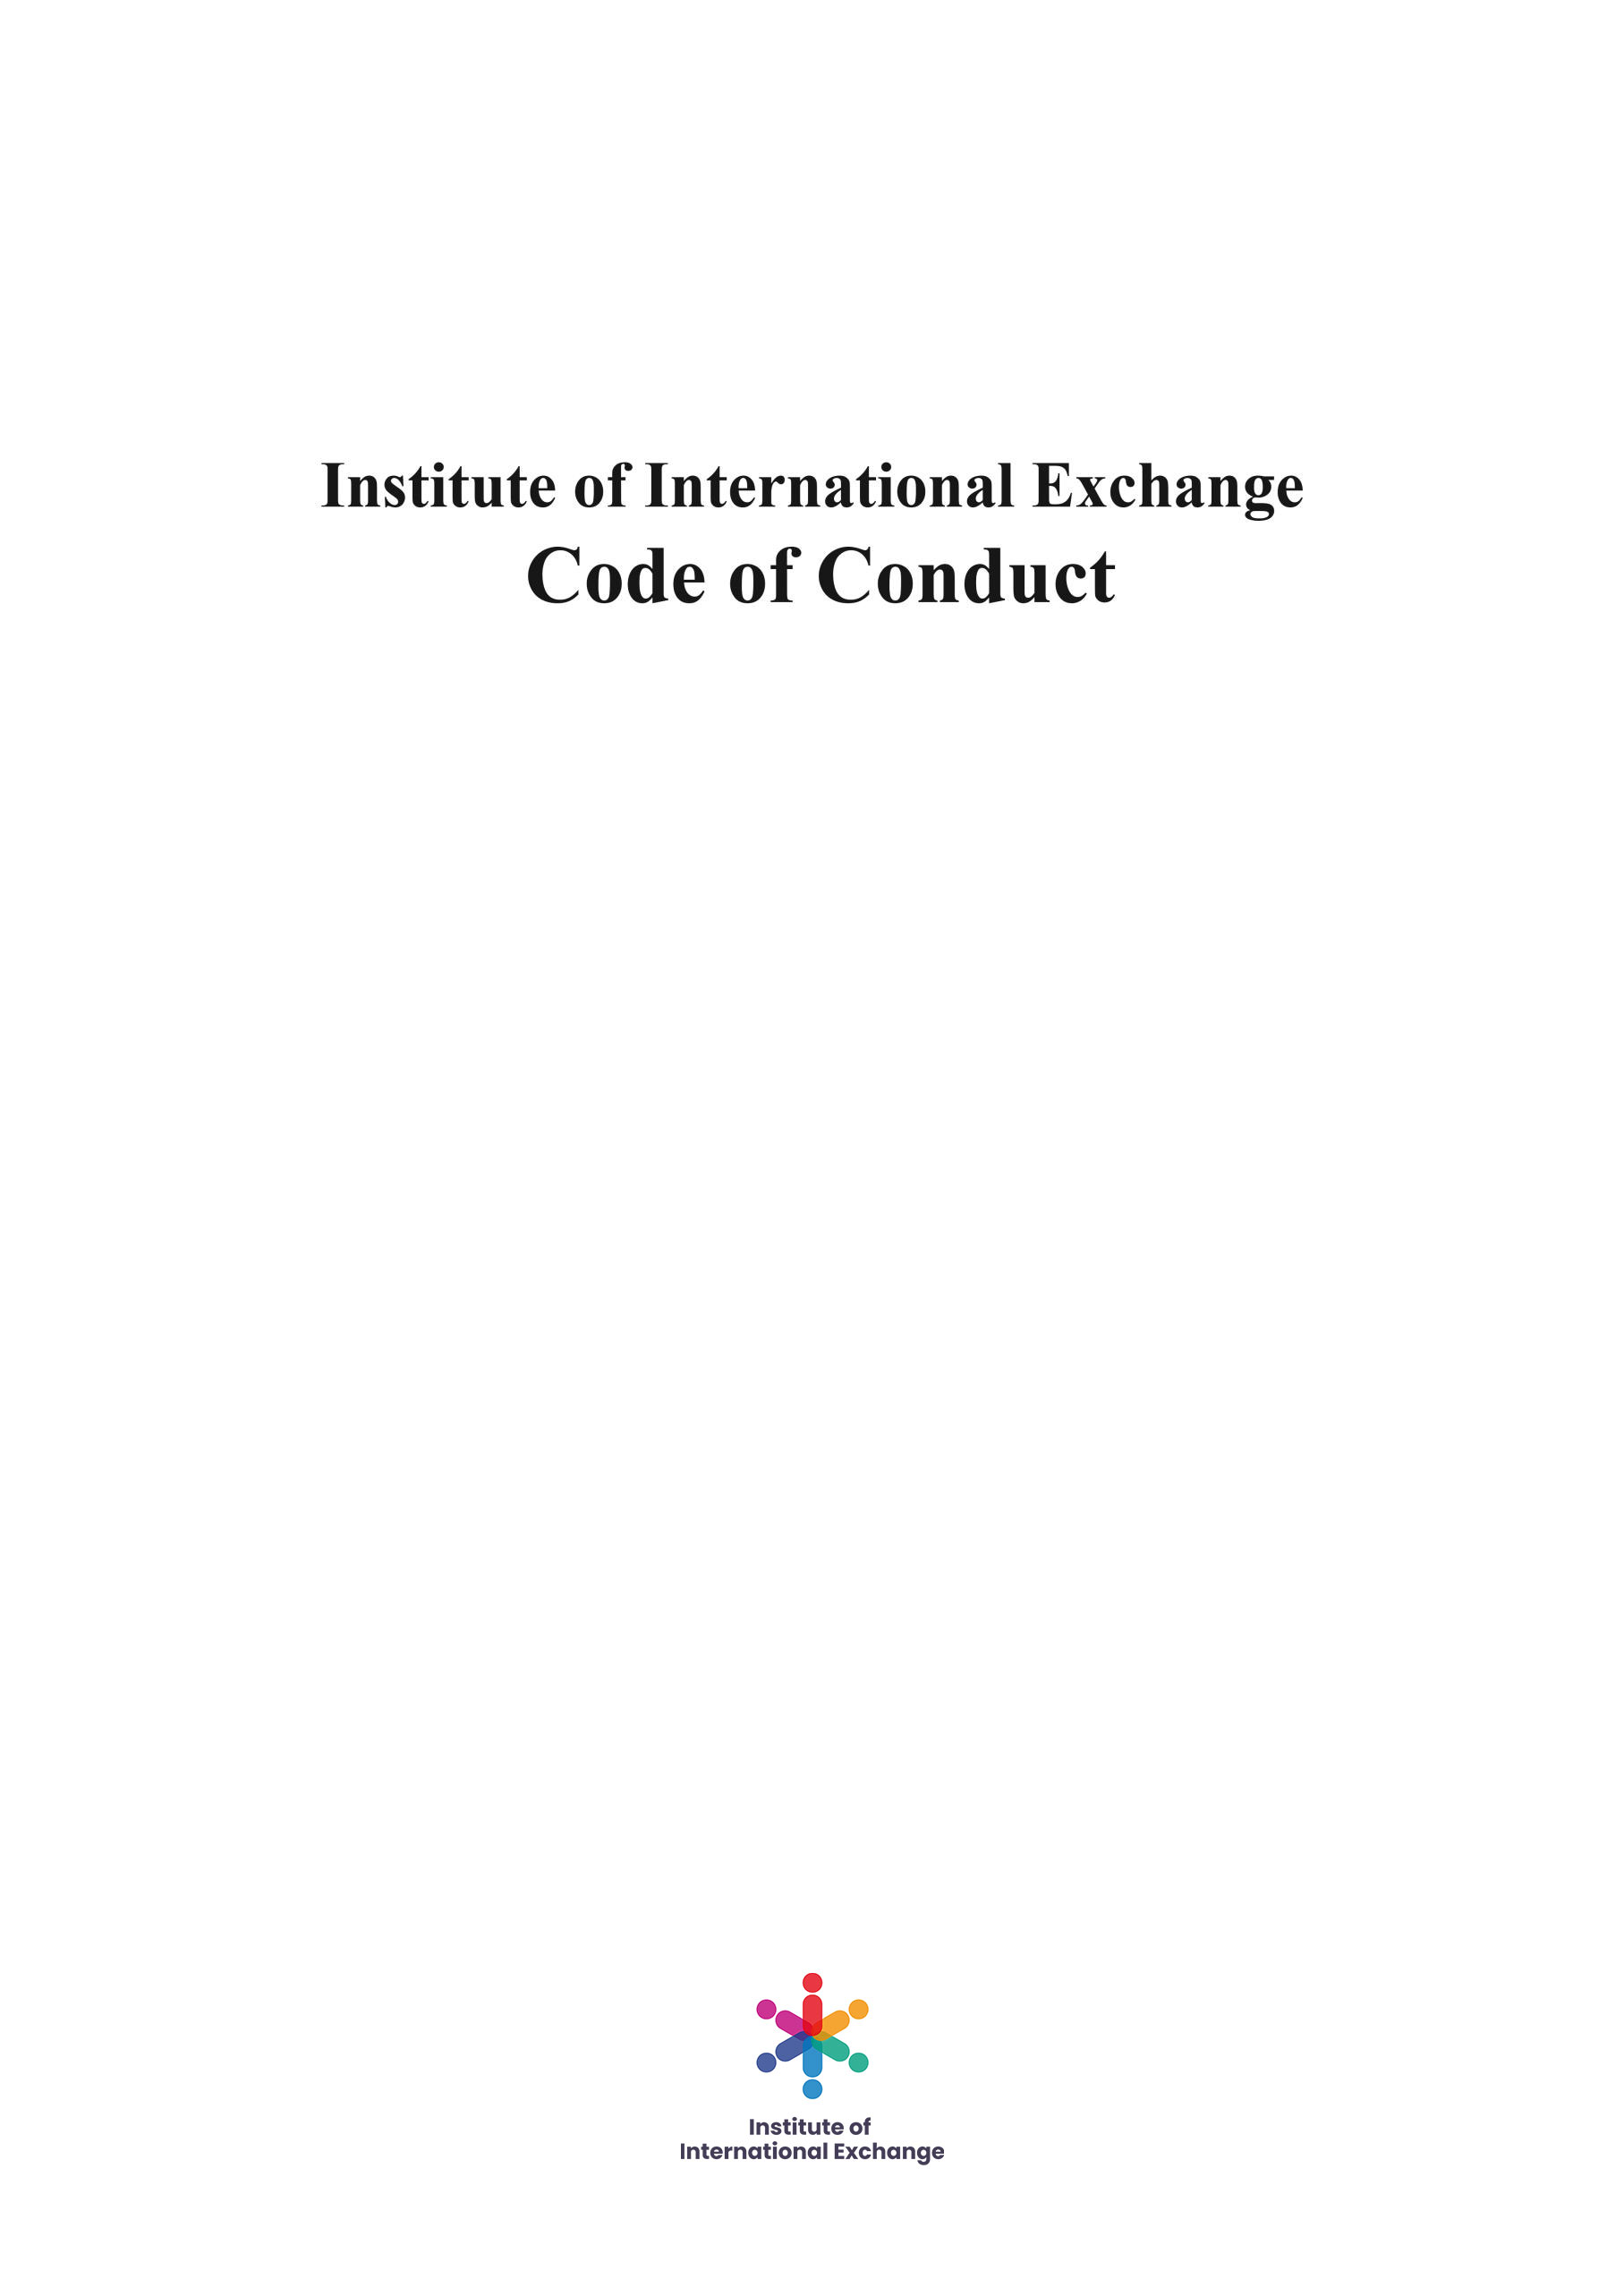 Institute of International Exchange
Code of Conduct
Institute of
International Exchange